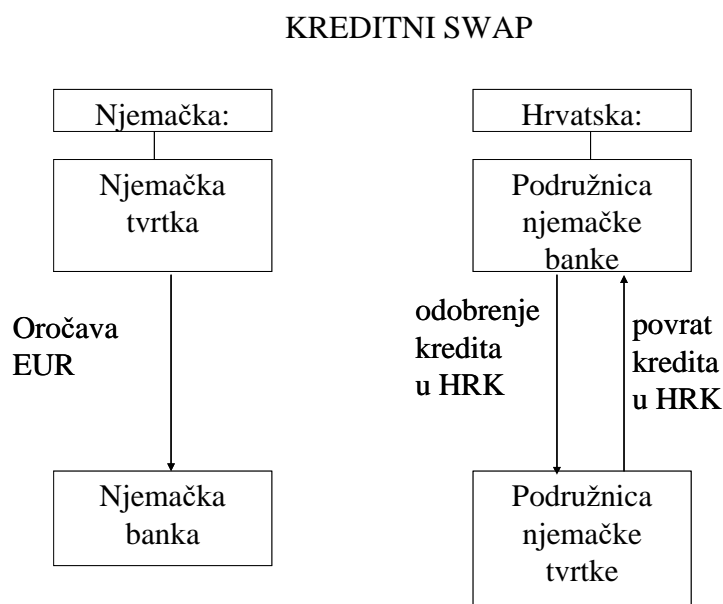 KREDITNI SWAP
Njemačka:
Njemačka
tvrtka
Oročava
EUR
Njemačka
banka
Hrvatska:
Podružnica
njemačke
banke
odobrenje
kredita
u HRK
povrat
kredita
u HRK
Podružnica
njemačke
tvrtke